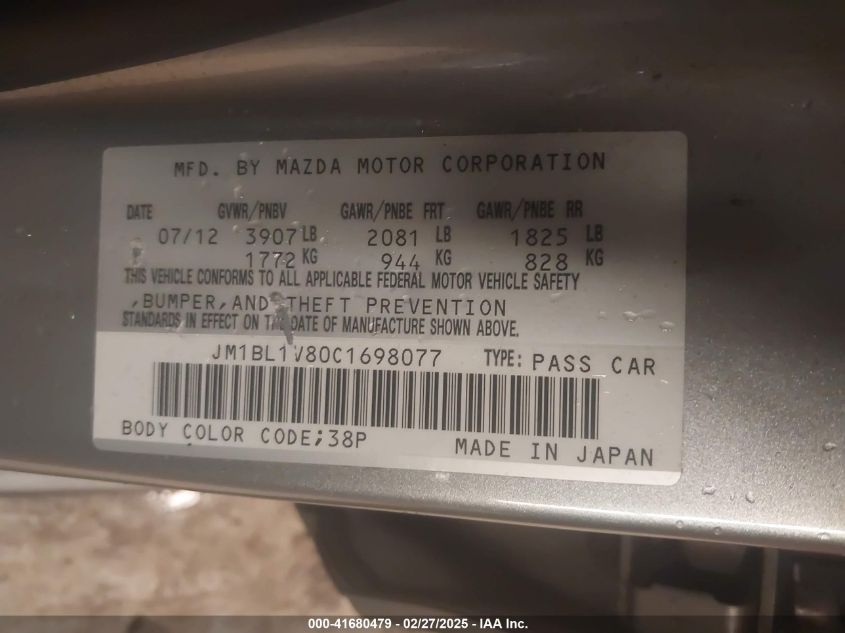 MFD. BY MAZDA MOTOR CORPORATION
DATE GVWR/PNBV GAWR/PNBE FRT GAWR/PNBE RR
07/12 3907 LB 2081 LB 1825 LB
1772 KG 944 KG 828 KG
THIS VEHICLE CONFORMS TO ALL APPLICABLE FEDERAL MOTOR VEHICLE SAFETY
,BUMPER,AND THEFT PREVENTION
STANDARDS IN EFFECT ON THE DATE OF MANUFACTURE SHOWN ABOVE.
JM1BL1V80C1698077 TYPE: PASS CAR
BODY COLOR CODE;38P MADE IN JAPAN
000-41680479 - 02/27/2025 - IAA Inc.